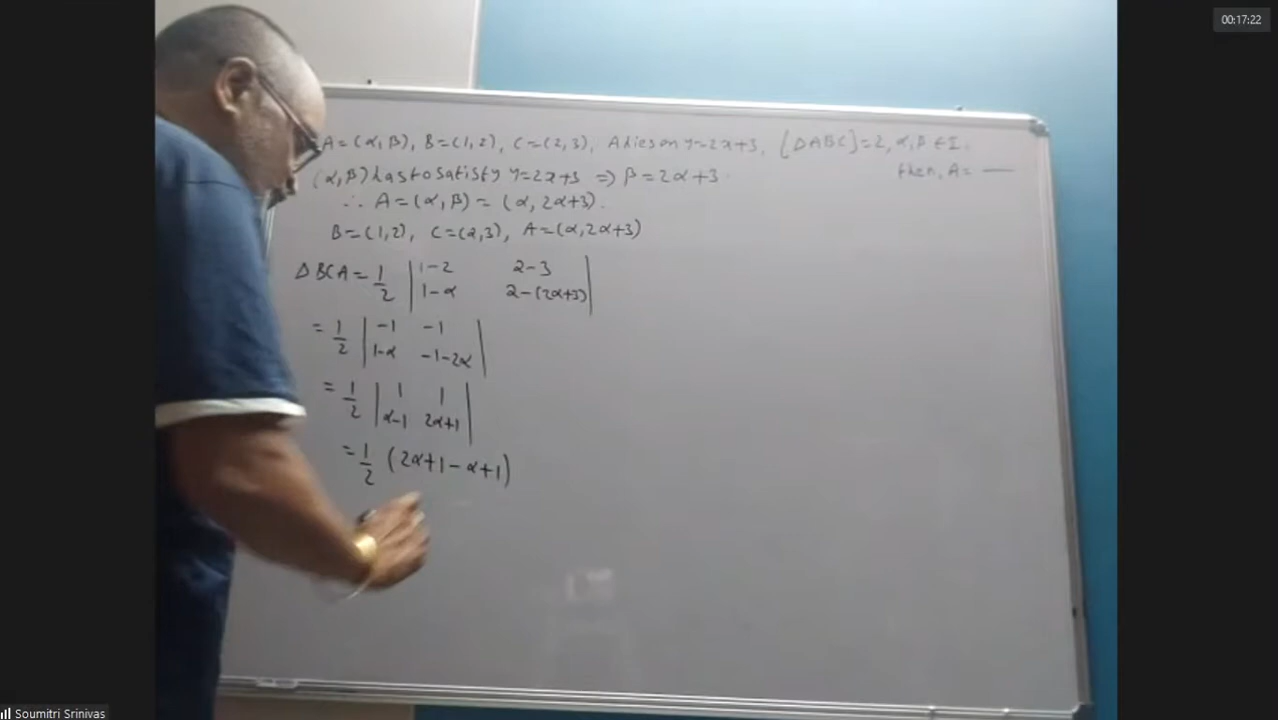 00:17:22
A=(α,β), B=(1,2), C=(2,3), A lies on y=2x+3, [ΔABC]=2, α,β∈I.
then, A= —
(α,β) has to satisfy y=2x+3 ⇒ β=2α+3.
∴ A=(α,β) = (α,2α+3).
B=(1,2), C=(2,3), A=(α,2α+3)
ΔBCA = 1/2 | 1-2 2-3 |
| 1-α 2-(2α+3) |
= 1/2 | -1 -1 |
| 1-α -1-2α |
= 1/2 | 1 1 |
| α-1 2α+1 |
= 1/2 (2α+1-α+1)
Soumitri Srinivas